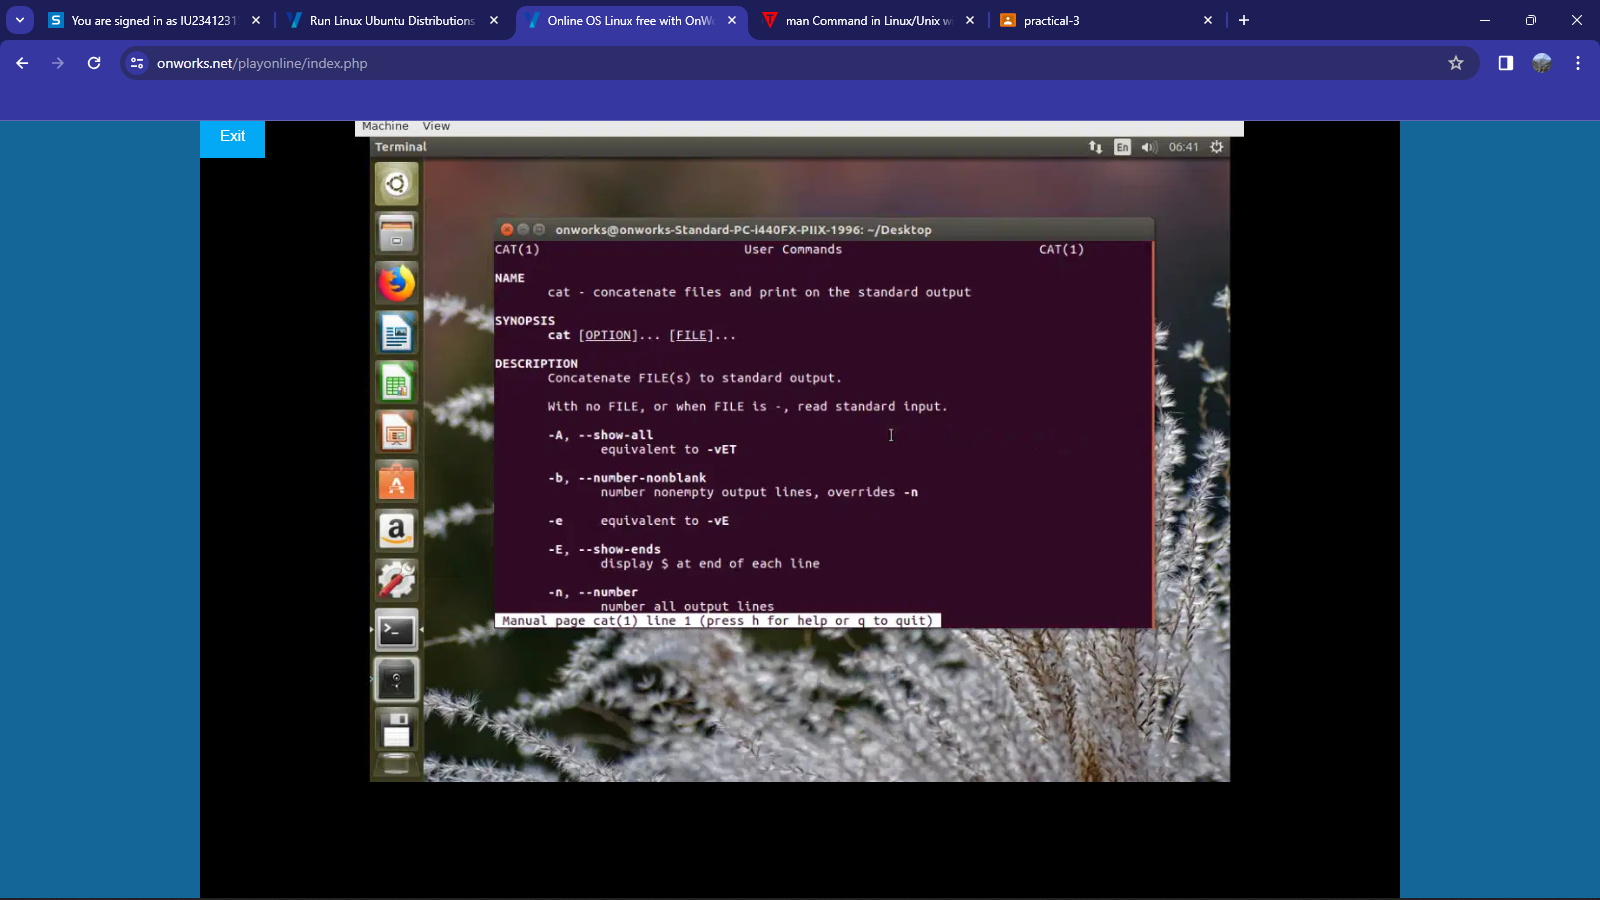 You are signed in as IU2341231
Run Linux Ubuntu Distributions
Online OS Linux free with OnWo
man Command in Linux/Unix w
practical-3
onworks.net/playonline/index.php
Exit
Machine View
Terminal
En
06:41
onworks@onworks-Standard-PC-i440FX-PIIX-1996: ~/Desktop
CAT(1) User Commands CAT(1)
NAME
cat - concatenate files and print on the standard output
SYNOPSIS
cat [OPTION]... [FILE]...
DESCRIPTION
Concatenate FILE(s) to standard output.
With no FILE, or when FILE is -, read standard input.
-A, --show-all
equivalent to -vET
-b, --number-nonblank
number nonempty output lines, overrides -n
-e equivalent to -vE
-E, --show-ends
display $ at end of each line
-n, --number
number all output lines
Manual page cat(1) line 1 (press h for help or q to quit)